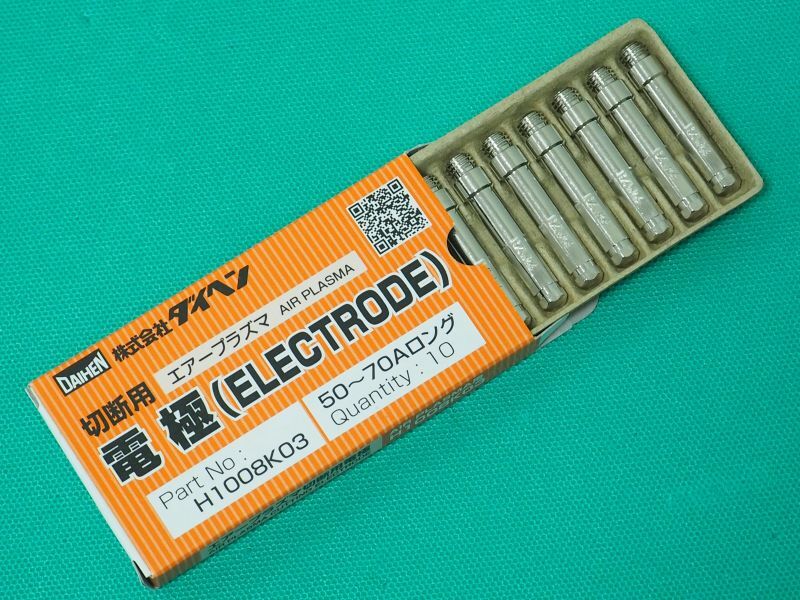 DAIHEN 株式会社ダイヘン
切断用 エアープラズマ AIR PLASMA
電極(ELECTRODE)
Part No :
H1008K03
50～70Aロング
Quantity : 10